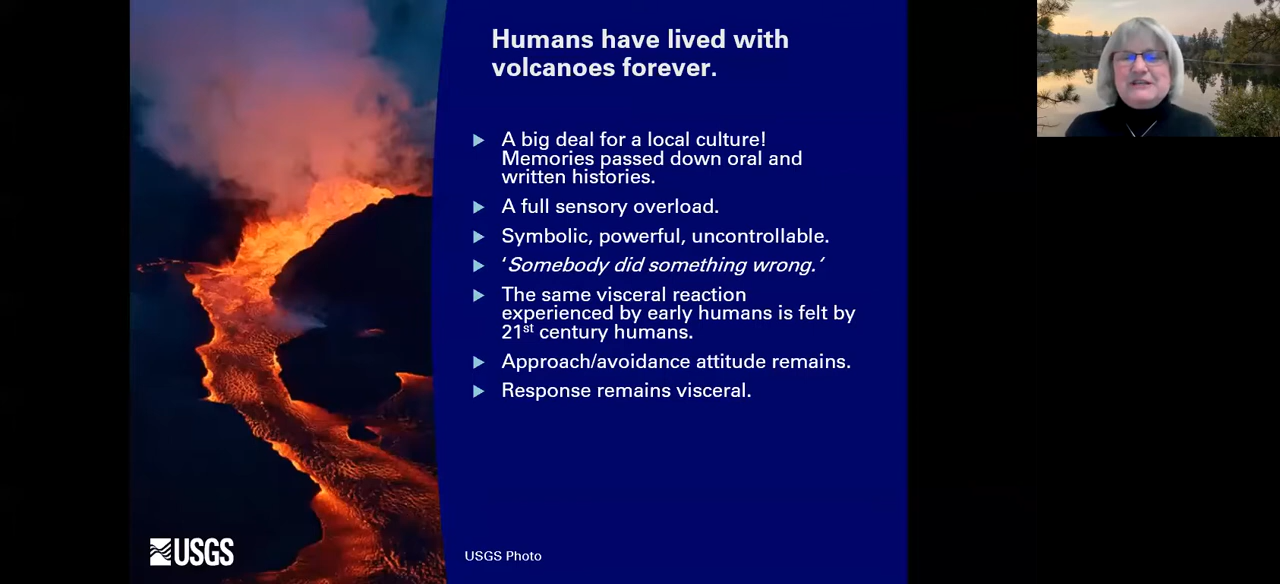 Humans have lived with
volcanoes forever.
A big deal for a local culture!
Memories passed down oral and
written histories.
A full sensory overload.
Symbolic, powerful, uncontrollable.
‘Somebody did something wrong.’
The same visceral reaction
experienced by early humans is felt by
21st century humans.
Approach/avoidance attitude remains.
Response remains visceral.
USGS
USGS Photo